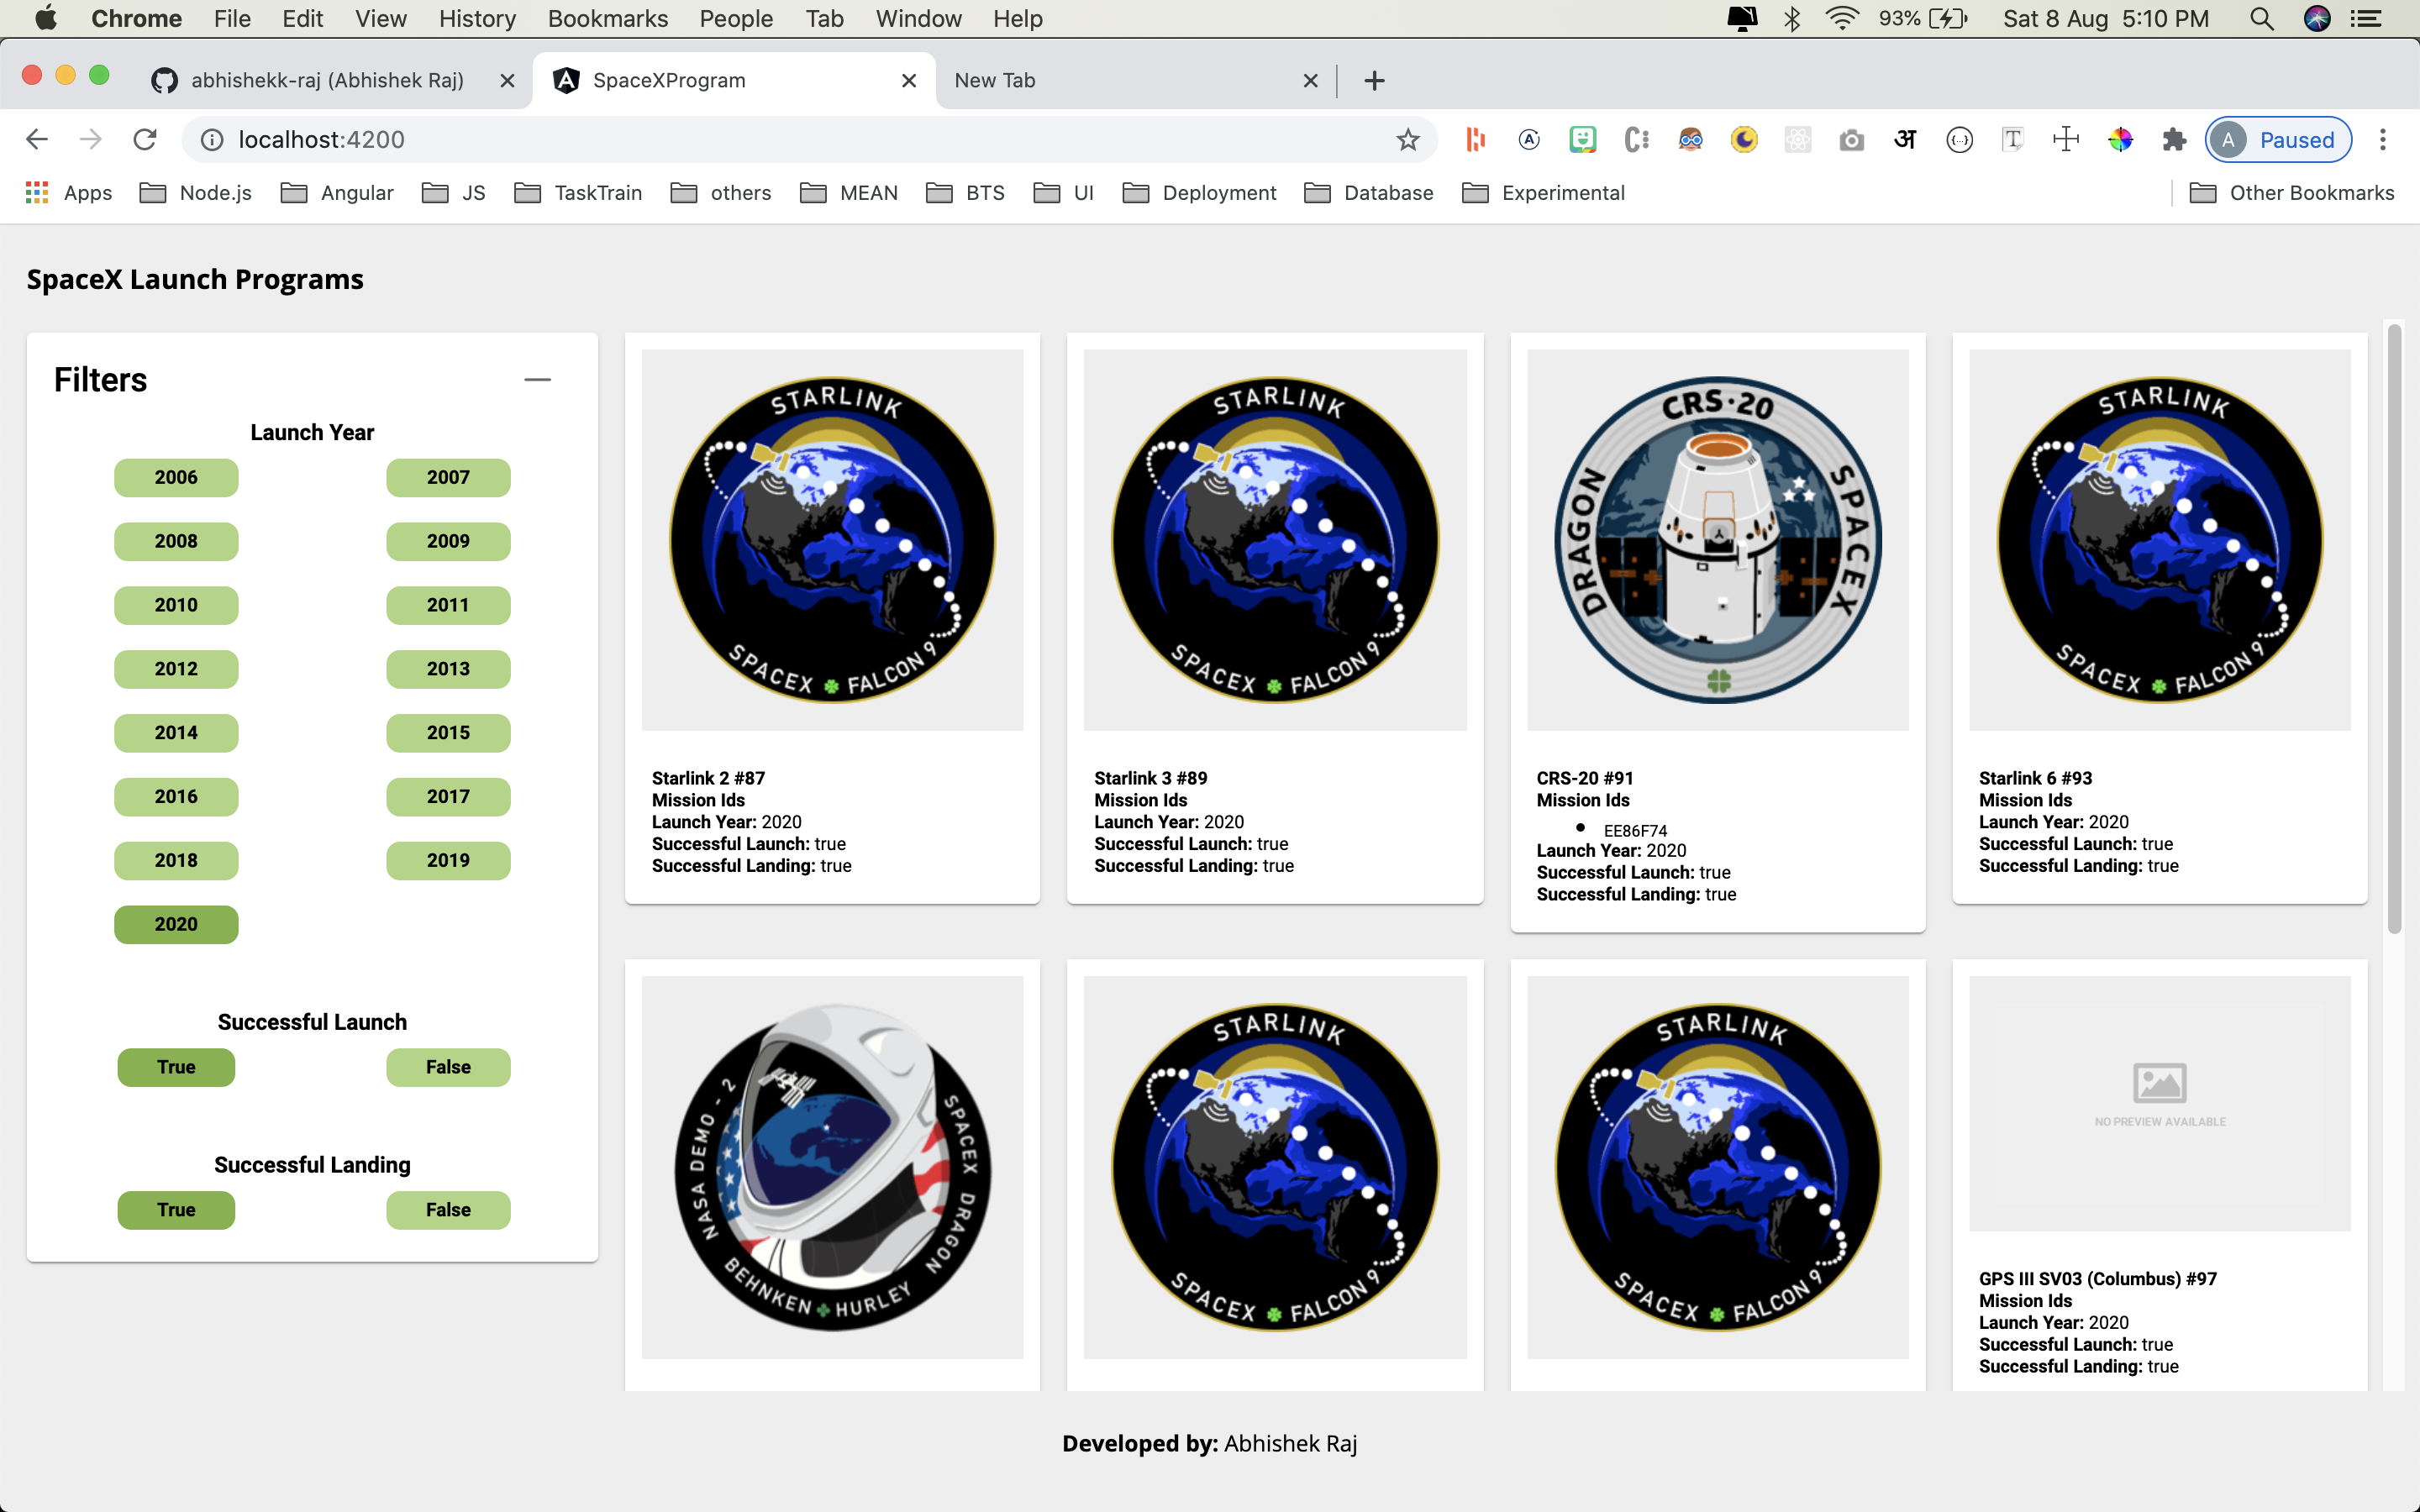 Chrome File Edit View History Bookmarks People Tab Window Help 93% Sat 8 Aug 5:10 PM
abhishekk-raj (Abhishek Raj) SpaceXProgram New Tab
localhost:4200 अ A Paused
Apps Node.js Angular JS TaskTrain others MEAN BTS UI Deployment Database Experimental Other Bookmarks
SpaceX Launch Programs
Filters
Launch Year
2006 2007
2008 2009
2010 2011
2012 2013
2014 2015
2016 2017
2018 2019
2020
Successful Launch
True False
Successful Landing
True False
STARLINK
SPACEX FALCON 9
Starlink 2 #87
Mission Ids
Launch Year: 2020
Successful Launch: true
Successful Landing: true
STARLINK
SPACEX FALCON 9
Starlink 3 #89
Mission Ids
Launch Year: 2020
Successful Launch: true
Successful Landing: true
CRS·20
DRAGON
SPACEX
CRS-20 #91
Mission Ids
EE86F74
Launch Year: 2020
Successful Launch: true
Successful Landing: true
STARLINK
SPACEX FALCON 9
Starlink 6 #93
Mission Ids
Launch Year: 2020
Successful Launch: true
Successful Landing: true
NASA DEMO - 2
SPACEX DRAGON
BEHNKEN HURLEY
STARLINK
SPACEX FALCON 9
STARLINK
SPACEX FALCON 9
NO PREVIEW AVAILABLE
GPS III SV03 (Columbus) #97
Mission Ids
Launch Year: 2020
Successful Launch: true
Successful Landing: true
Developed by: Abhishek Raj